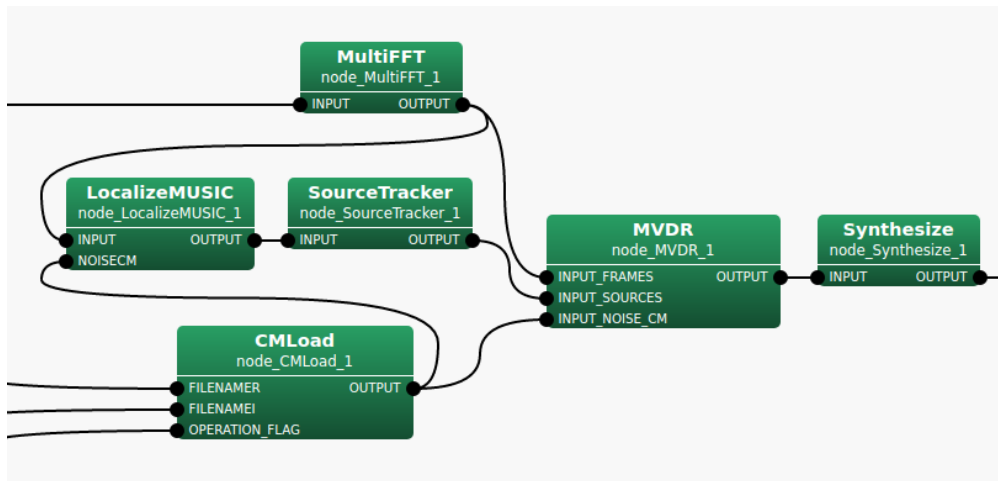 MultiFFT
node_MultiFFT_1
INPUT OUTPUT
LocalizeMUSIC
node_LocalizeMUSIC_1
INPUT OUTPUT
NOISECM
SourceTracker
node_SourceTracker_1
INPUT OUTPUT
MVDR
node_MVDR_1
INPUT_FRAMES OUTPUT
INPUT_SOURCES
INPUT_NOISE_CM
Synthesize
node_Synthesize_1
INPUT OUTPUT
CMLoad
node_CMLoad_1
FILENAMER OUTPUT
FILENAMEI
OPERATION_FLAG